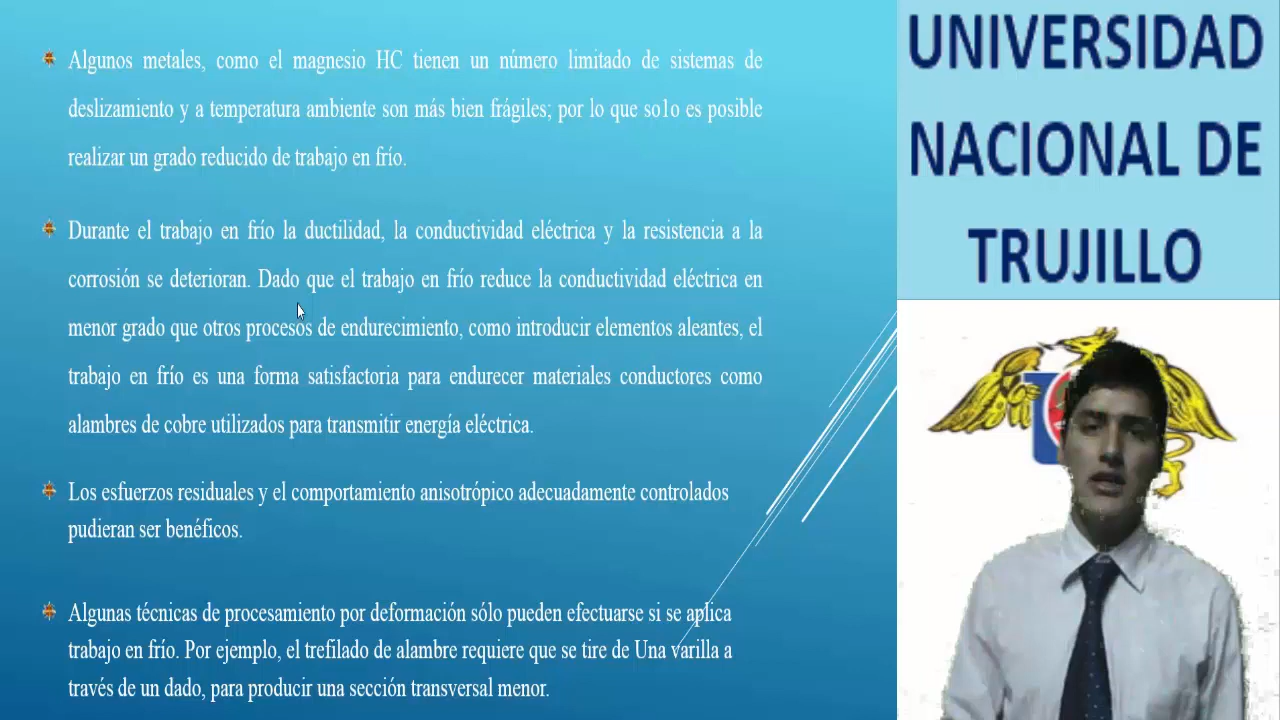 Algunos metales, como el magnesio HC tienen un número limitado de sistemas de
deslizamiento y a temperatura ambiente son más bien frágiles; por lo que so1o es posible
realizar un grado reducido de trabajo en frío.
Durante el trabajo en frío la ductilidad, la conductividad eléctrica y la resistencia a la
corrosión se deterioran. Dado que el trabajo en frío reduce la conductividad eléctrica en
menor grado que otros procesos de endurecimiento, como introducir elementos aleantes, el
trabajo en frío es una forma satisfactoria para endurecer materiales conductores como
alambres de cobre utilizados para transmitir energía eléctrica.
Los esfuerzos residuales y el comportamiento anisotrópico adecuadamente controlados
pudieran ser benéficos.
Algunas técnicas de procesamiento por deformación sólo pueden efectuarse si se aplica
trabajo en frío. Por ejemplo, el trefilado de alambre requiere que se tire de Una varilla a
través de un dado, para producir una sección transversal menor.
UNIVERSIDAD
NACIONAL DE
TRUJILLO